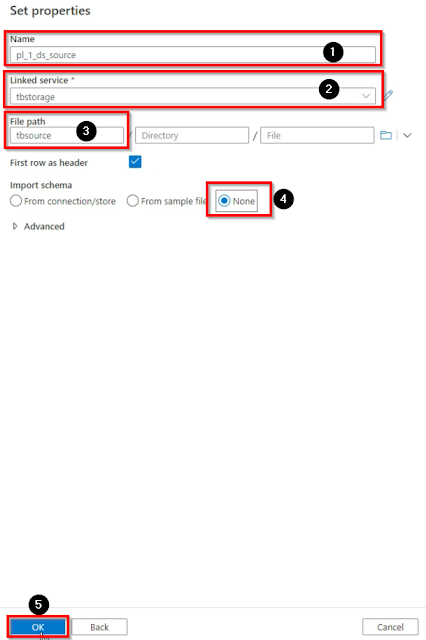 Set properties
Name
pl_1_ds_source
1
Linked service *
tbstorage
2
File path
tbsource
3
/ Directory / File
First row as header
Import schema
From connection/store From sample file None
4
Advanced
5
OK Back Cancel